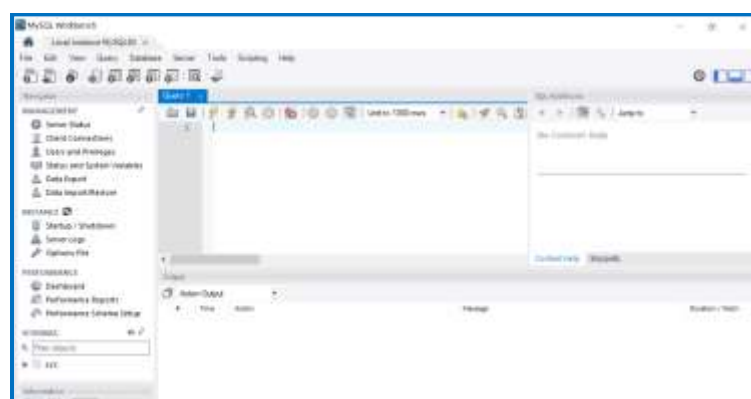 MySQL Workbench
Local instance MySQL80
File Edit View Query Database Server Tools Scripting Help
Navigator
Query 1
SQL Additions
MANAGEMENT
Server Status
Client Connections
Users and Privileges
Status and System Variables
Data Export
Data Import/Restore
Limit to 1000 rows
Jump to
1
INSTANCE
Startup / Shutdown
Server Logs
Options File
Context Help Snippets
PERFORMANCE
Dashboard
Performance Reports
Performance Schema Setup
Output
Action Output
# Time Action Message Duration / Fetch
SCHEMAS
Filter objects
sys
Information